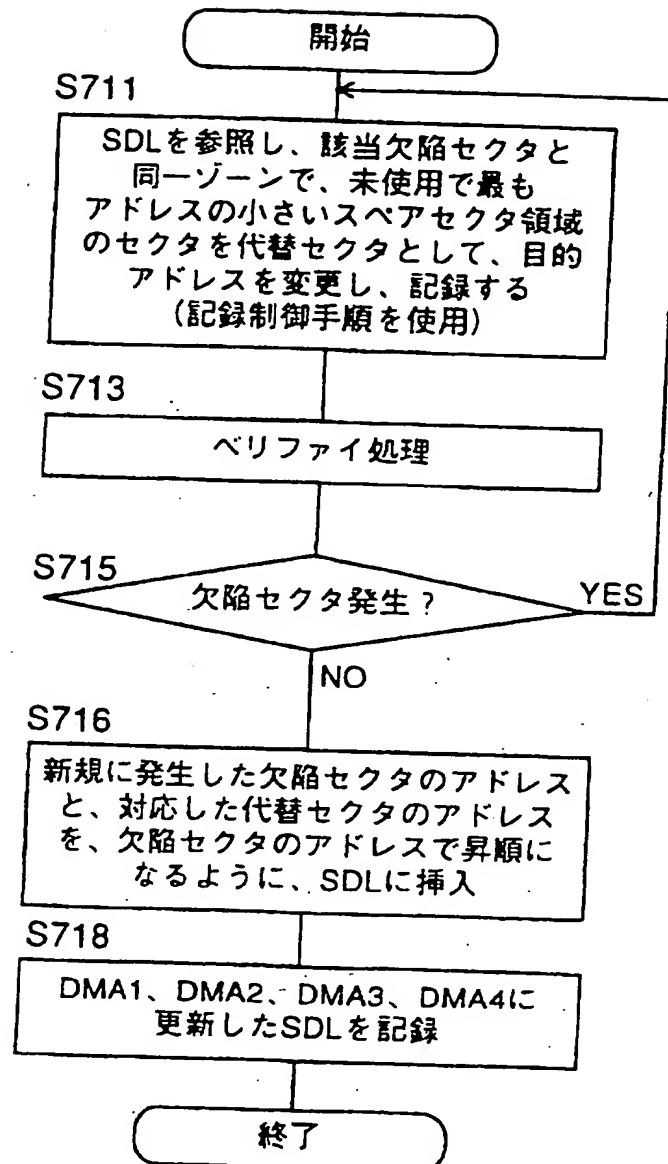 開始
S711
SDLを参照し、該当欠陥セクタと
同一ゾーンで、未使用で最も
アドレスの小さいスペアセクタ領域
のセクタを代替セクタとして、目的
アドレスを変更し、記録する
(記録制御手順を使用)
S713
ベリファイ処理
S715
欠陥セクタ発生？
YES
NO
S716
新規に発生した欠陥セクタのアドレス
と、対応した代替セクタのアドレス
を、欠陥セクタのアドレスで昇順に
なるように、SDLに挿入
S718
DMA1、DMA2、DMA3、DMA4に
更新したSDLを記録
終了